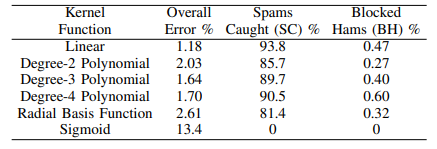 Kernel Overall Spams Blocked
Function Error % Caught (SC) % Hams (BH) %
Linear 1.18 93.8 0.47
Degree-2 Polynomial 2.03 85.7 0.27
Degree-3 Polynomial 1.64 89.7 0.40
Degree-4 Polynomial 1.70 90.5 0.60
Radial Basis Function 2.61 81.4 0.32
Sigmoid 13.4 0 0